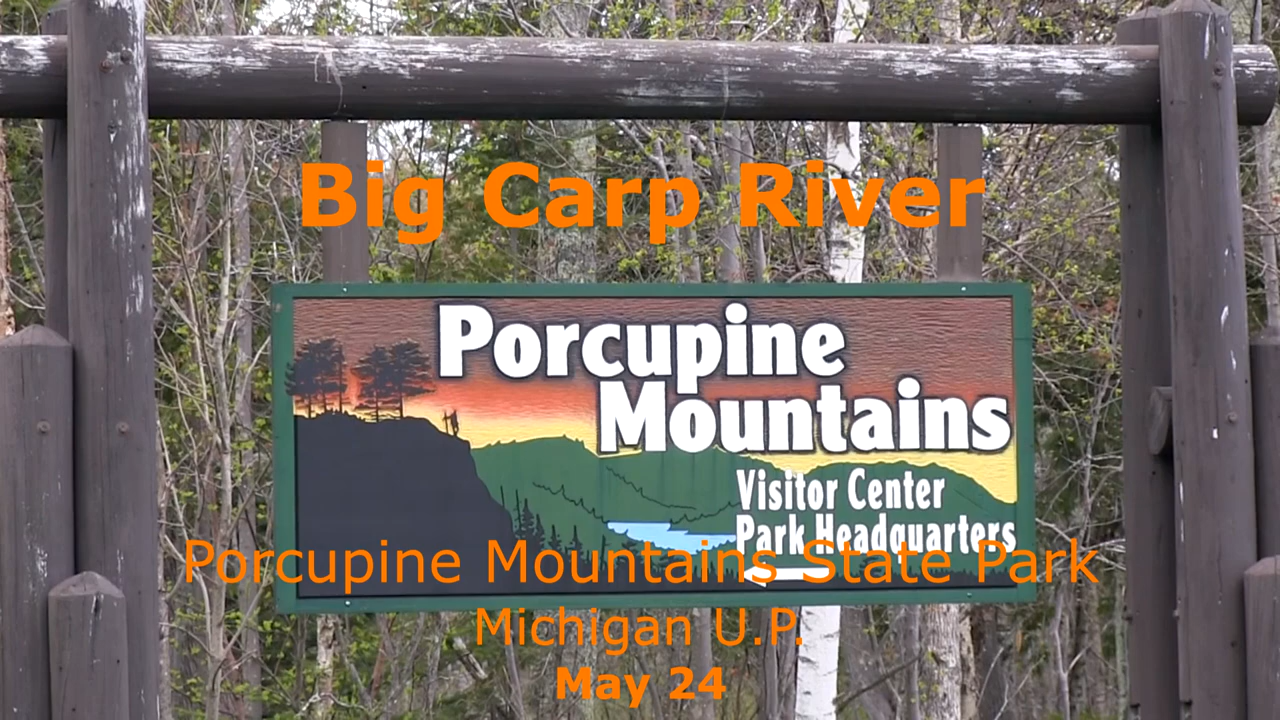 Big Carp River
Porcupine
Mountains
Visitor Center
Park Headquarters
Porcupine Mountains State Park
Michigan U.P.
May 24